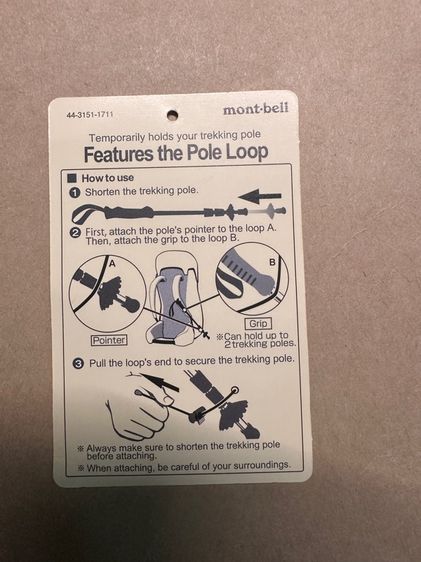 44-3151-1711
mont-bell
Temporarily holds your trekking pole
Features the Pole Loop
■ How to use
❶ Shorten the trekking pole.
❷ First, attach the pole's pointer to the loop A.
Then, attach the grip to the loop B.
A
B
Pointer
Grip
※Can hold up to
2 trekking poles.
❸ Pull the loop's end to secure the trekking pole.
※ Always make sure to shorten the trekking pole
before attaching.
※ When attaching, be careful of your surroundings.